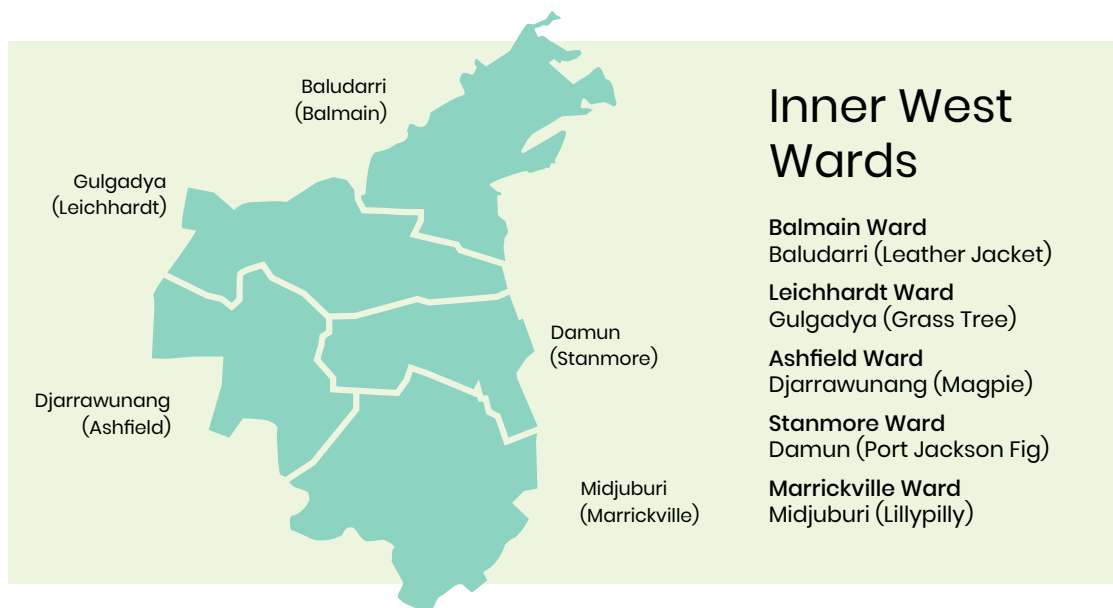 Baludarri
(Balmain)
Gulgadya
(Leichhardt)
Damun
(Stanmore)
Djarrawunang
(Ashfield)
Midjuburi
(Marrickville)
Inner West
Wards
Balmain Ward
Baludarri (Leather Jacket)
Leichhardt Ward
Gulgadya (Grass Tree)
Ashfield Ward
Djarrawunang (Magpie)
Stanmore Ward
Damun (Port Jackson Fig)
Marrickville Ward
Midjuburi (Lillypilly)